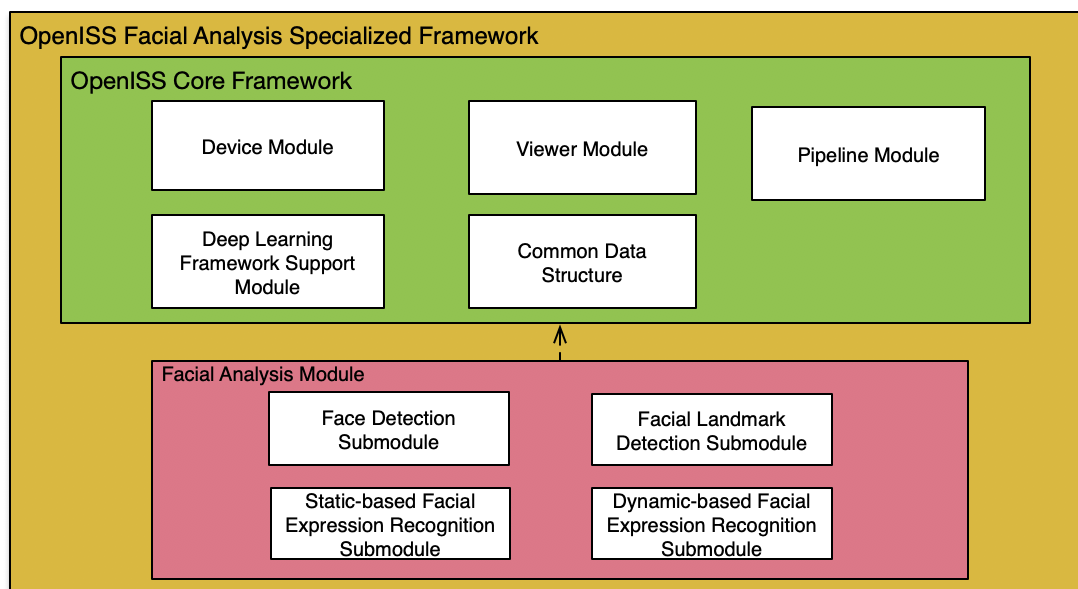 OpenISS Facial Analysis Specialized Framework
OpenISS Core Framework
Device Module
Viewer Module
Pipeline Module
Deep Learning
Framework Support
Module
Common Data
Structure
Facial Analysis Module
Face Detection
Submodule
Facial Landmark
Detection Submodule
Static-based Facial
Expression Recognition
Submodule
Dynamic-based Facial
Expression Recognition
Submodule